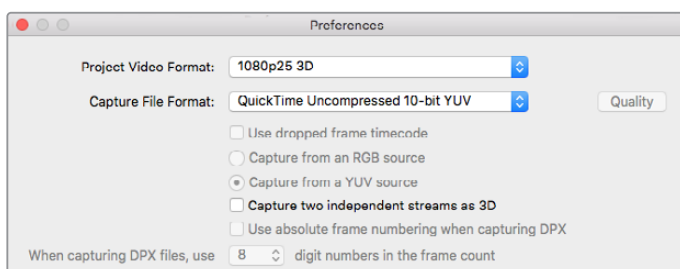 Preferences
Project Video Format: 1080p25 3D
Capture File Format: QuickTime Uncompressed 10-bit YUV Quality
Use dropped frame timecode
Capture from an RGB source
Capture from a YUV source
Capture two independent streams as 3D
Use absolute frame numbering when capturing DPX
When capturing DPX files, use 8 digit numbers in the frame count